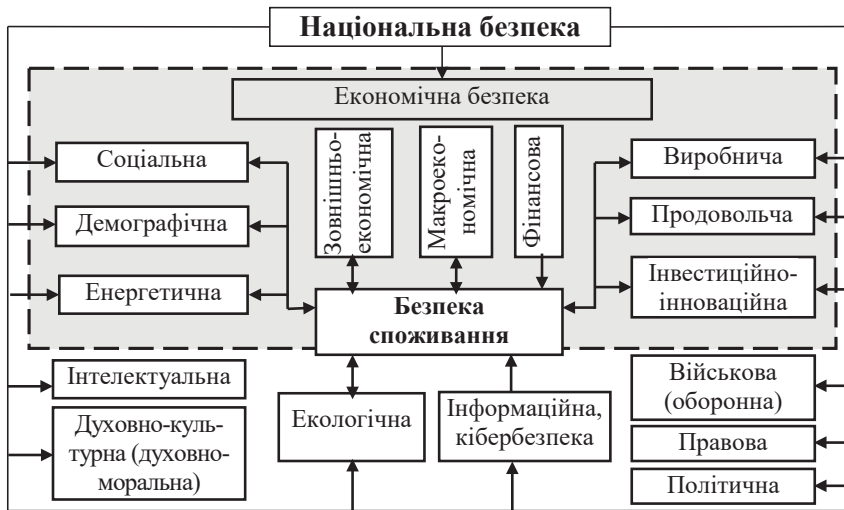 Національна безпека
Економічна безпека
Соціальна
Демографічна
Енергетична
Зовнішньо-
економічна
Макроеко-
номічна
Фінансова
Виробнича
Продовольча
Інвестиційно-
інноваційна
Безпека
споживання
Інтелектуальна
Духовно-куль-
турна (духовно-
моральна)
Екологічна
Інформаційна,
кібербезпека
Військова
(оборонна)
Правова
Політична